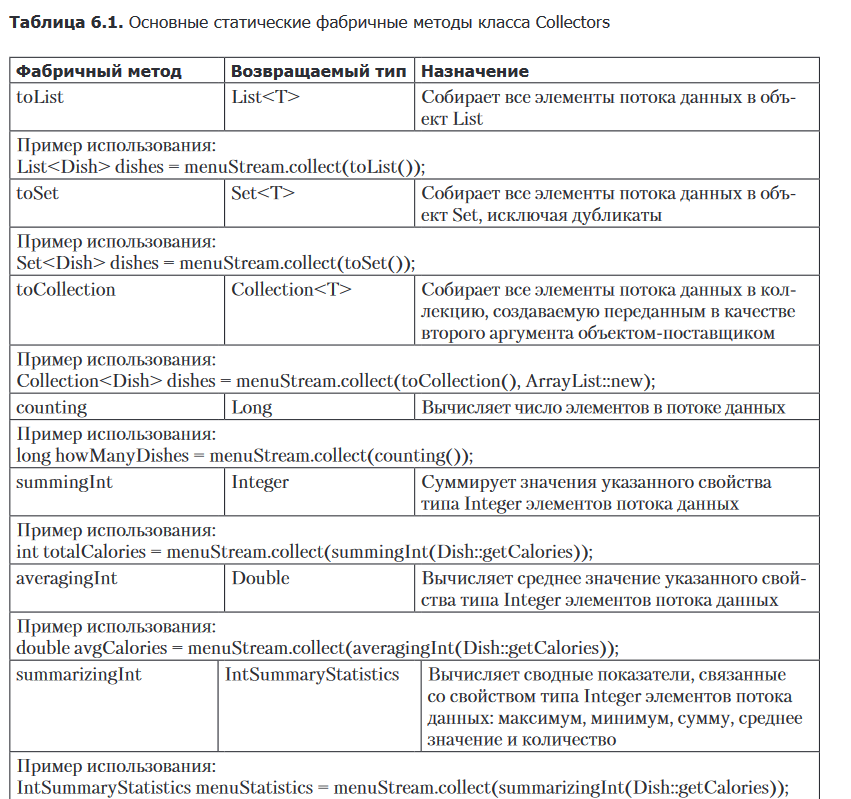 Таблица 6.1. Основные статические фабричные методы класса Collectors
Фабричный метод Возвращаемый тип Назначение
toList List<T> Собирает все элементы потока данных в объ-
ект List
Пример использования:
List<Dish> dishes = menuStream.collect(toList());
toSet Set<T> Собирает все элементы потока данных в объ-
ект Set, исключая дубликаты
Пример использования:
Set<Dish> dishes = menuStream.collect(toSet());
toCollection Collection<T> Собирает все элементы потока данных в кол-
лекцию, создаваемую переданным в качестве
второго аргумента объектом-поставщиком
Пример использования:
Collection<Dish> dishes = menuStream.collect(toCollection(), ArrayList::new);
counting Long Вычисляет число элементов в потоке данных
Пример использования:
long howManyDishes = menuStream.collect(counting());
summingInt Integer Суммирует значения указанного свойства
типа Integer элементов потока данных
Пример использования:
int totalCalories = menuStream.collect(summingInt(Dish::getCalories));
averagingInt Double Вычисляет среднее значение указанного свой-
ства типа Integer элементов потока данных
Пример использования:
double avgCalories = menuStream.collect(averagingInt(Dish::getCalories));
summarizingInt IntSummaryStatistics Вычисляет сводные показатели, связанные
со свойством типа Integer элементов потока
данных: максимум, минимум, сумму, среднее
значение и количество
Пример использования:
IntSummaryStatistics menuStatistics = menuStream.collect(summarizingInt(Dish::getCalories));